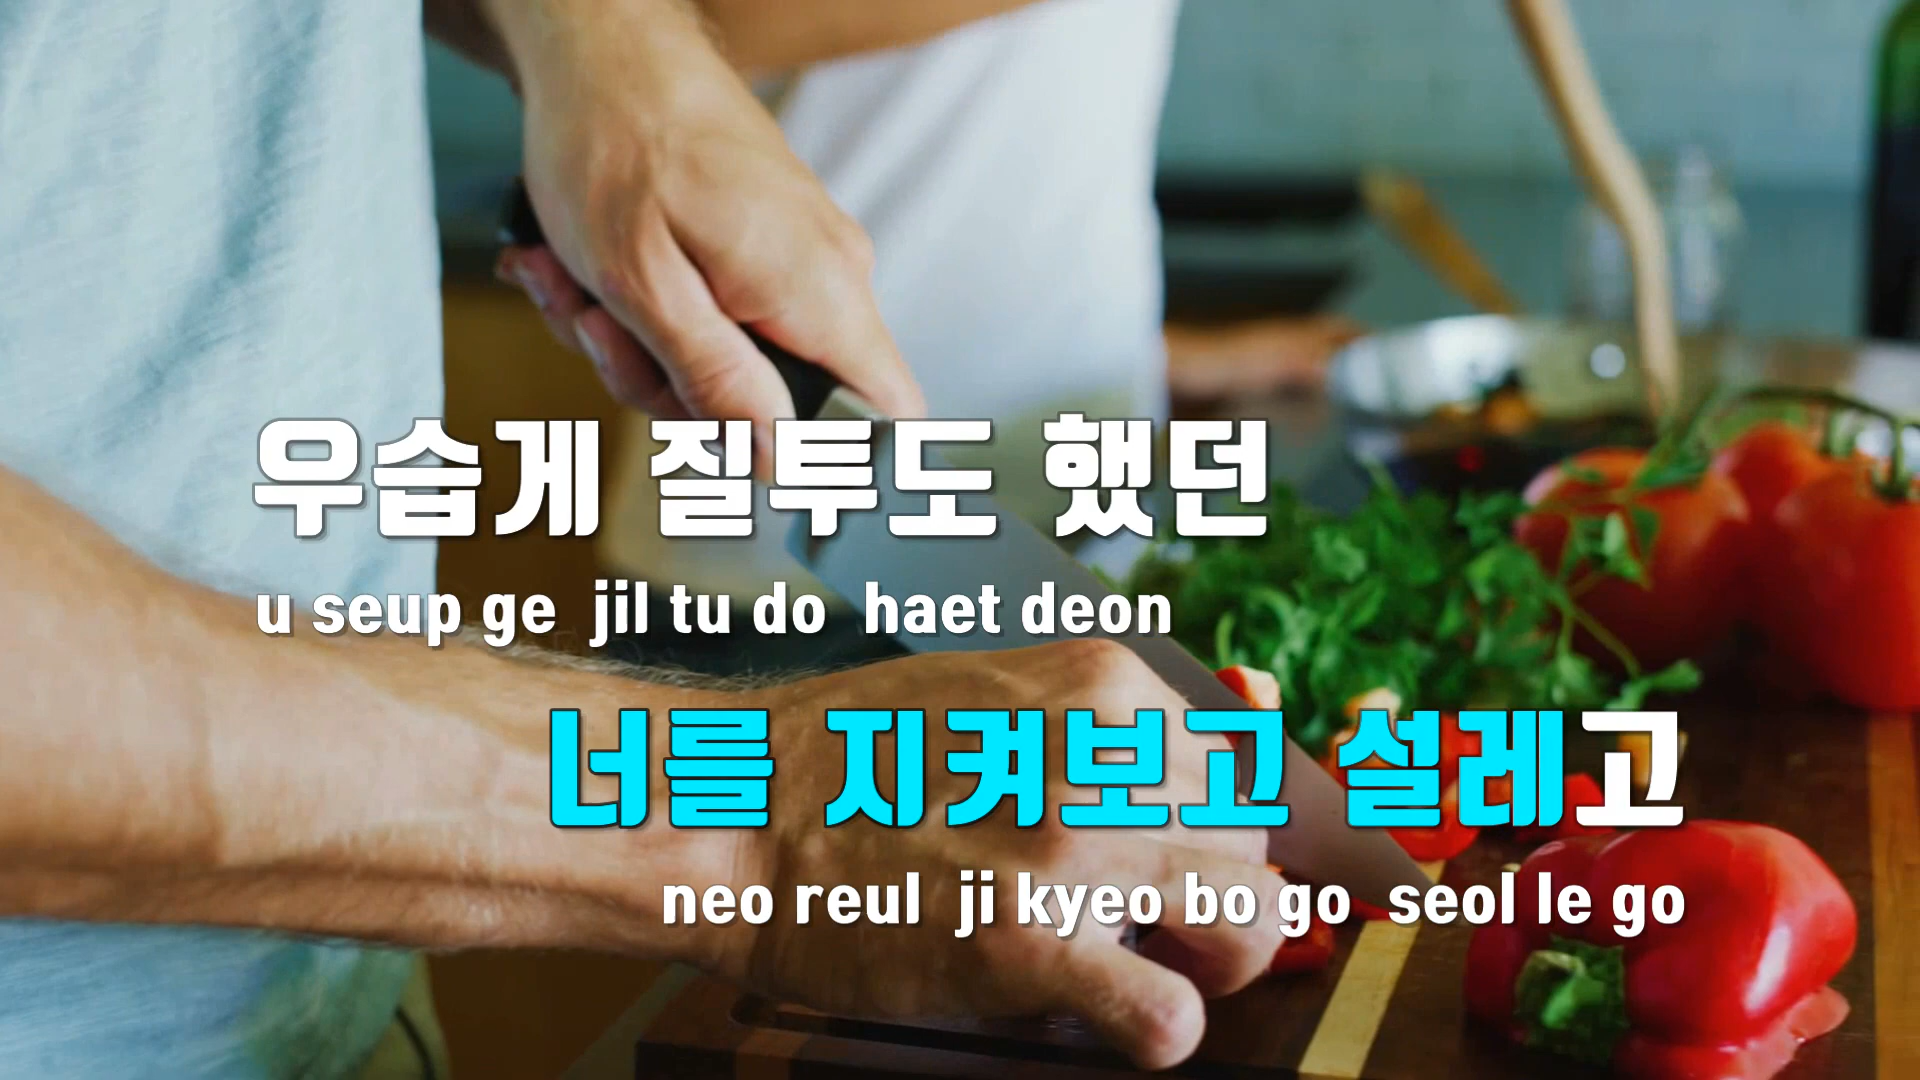 우습게 질투도 했던
u seup ge jil tu do haet deon
너를 지켜보고 설레고
neo reul ji kyeo bo go seol le go